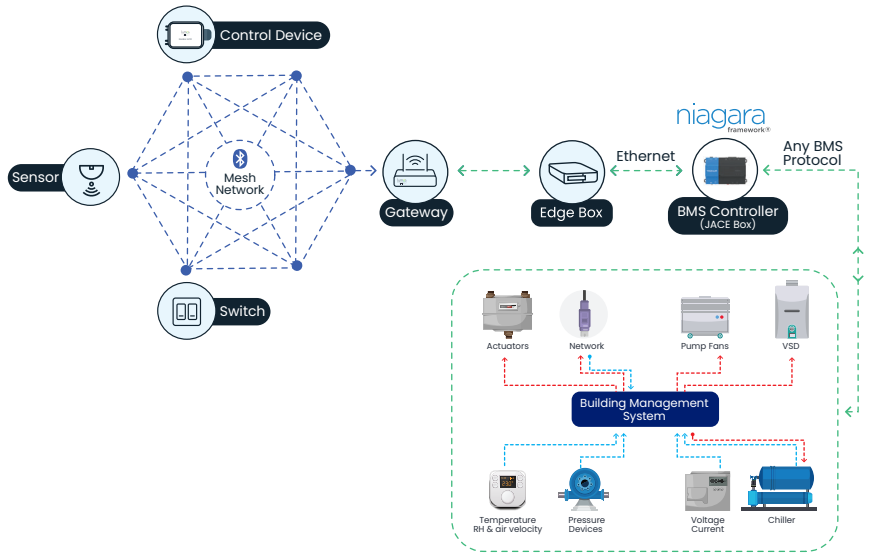 Control Device
niagara
framework®
Ethernet
Any BMS
Protocol
Mesh
Network
Sensor
Gateway
Edge Box
BMS Controller
(JACE Box)
Switch
Actuators
Network
Pump Fans
VSD
Building Management
System
Temperature
RH & air velocity
Pressure
Devices
Voltage
Current
Chiller